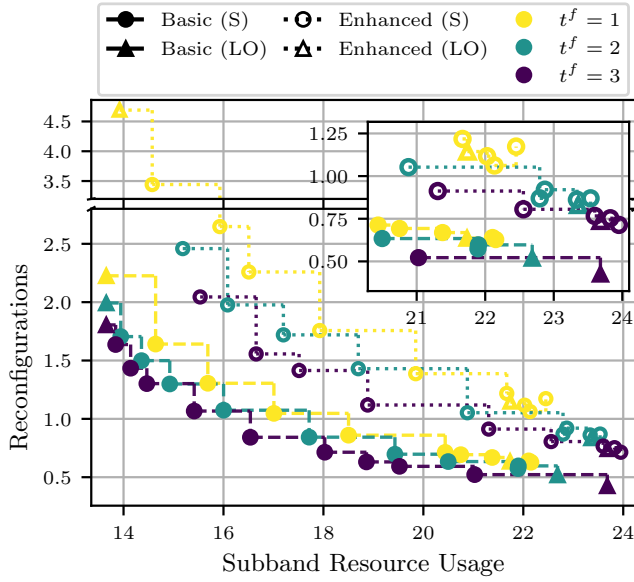 Basic (S) Enhanced (S) t^f = 1
Basic (LO) Enhanced (LO) t^f = 2
t^f = 3
4.5
4.0
3.5
2.5
2.0
1.5
1.0
0.5
1.25
1.00
0.75
0.50
21 22 23 24
14 16 18 20 22 24
Reconfigurations
Subband Resource Usage